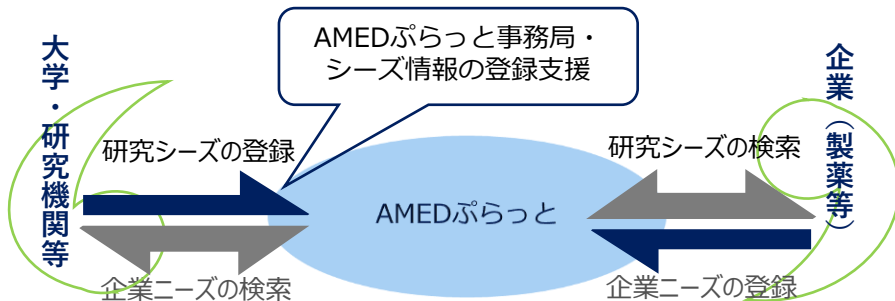 AMEDぷらっと事務局・
シーズ情報の登録支援
大学・研究機関等
企業（製薬等）
研究シーズの登録
研究シーズの検索
AMEDぷらっと
企業ニーズの検索
企業ニーズの登録